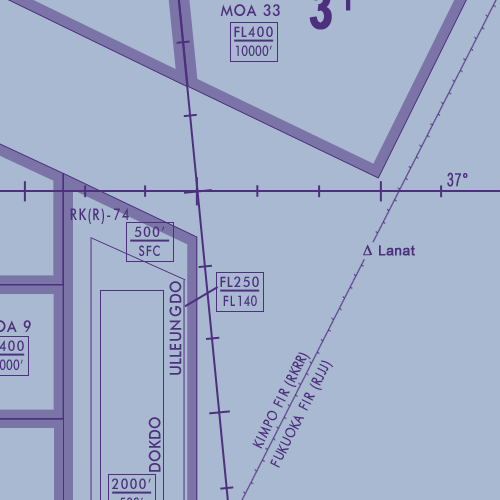 MOA 33
FL400
10000'
37°
RK(R)-74
500'
SFC
Δ Lanat
FL250
FL140
ULLEUNGDO
OA 9
400
000'
KIMPO FIR (RKRR)
FUKUOKA FIR (RJJJ)
DOKDO
2000'